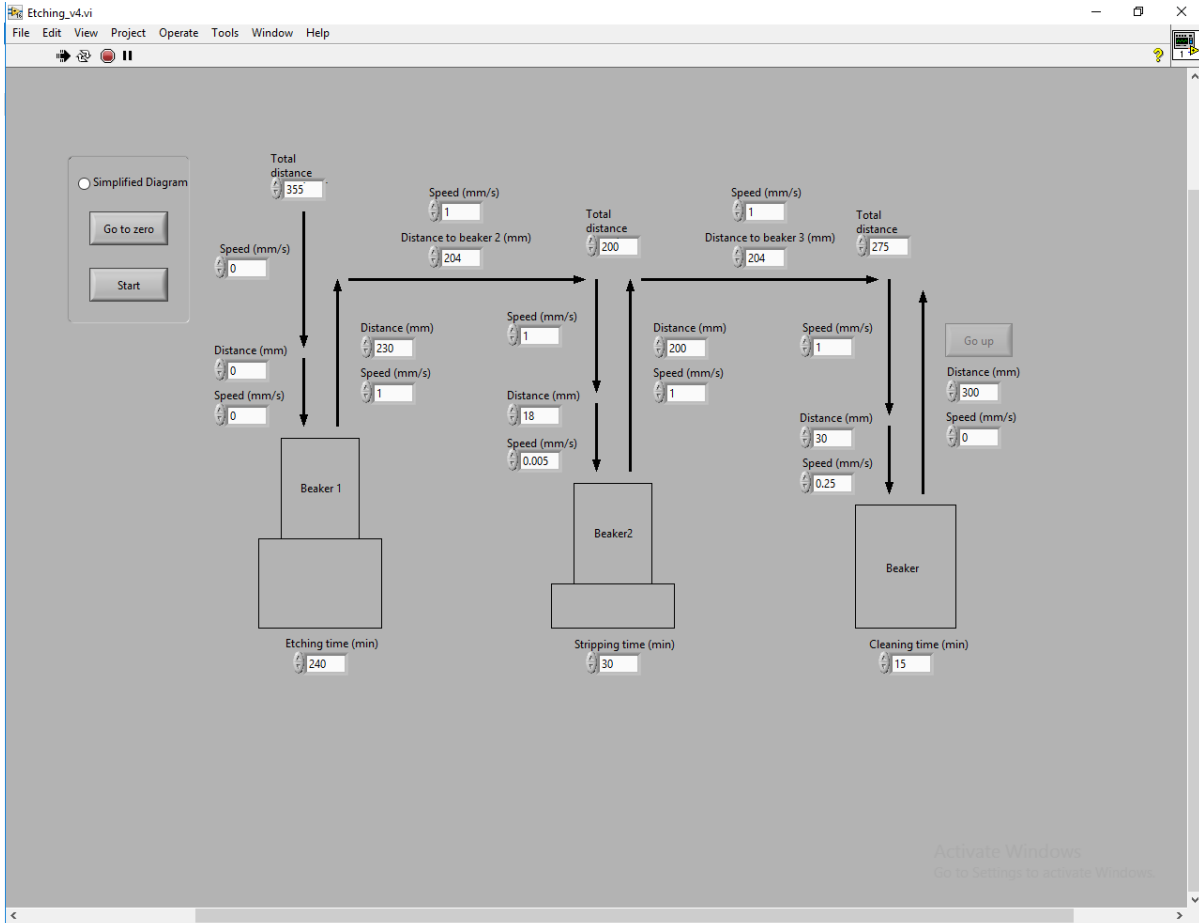 Etching_v4.vi
File Edit View Project Operate Tools Window Help
1
Simplified Diagram
Go to zero
Start
Total
distance
355
Speed (mm/s)
0
Distance (mm)
0
Speed (mm/s)
0
Distance (mm)
230
Speed (mm/s)
1
Beaker 1
Etching time (min)
240
Speed (mm/s)
1
Distance to beaker 2 (mm)
204
Total
distance
200
Speed (mm/s)
1
Distance (mm)
18
Speed (mm/s)
0.005
Distance (mm)
200
Speed (mm/s)
1
Beaker2
Stripping time (min)
30
Speed (mm/s)
1
Distance to beaker 3 (mm)
204
Total
distance
275
Speed (mm/s)
1
Distance (mm)
30
Speed (mm/s)
0.25
Go up
Distance (mm)
300
Speed (mm/s)
0
Beaker
Cleaning time (min)
15
Activate Windows
Go to Settings to activate Windows.